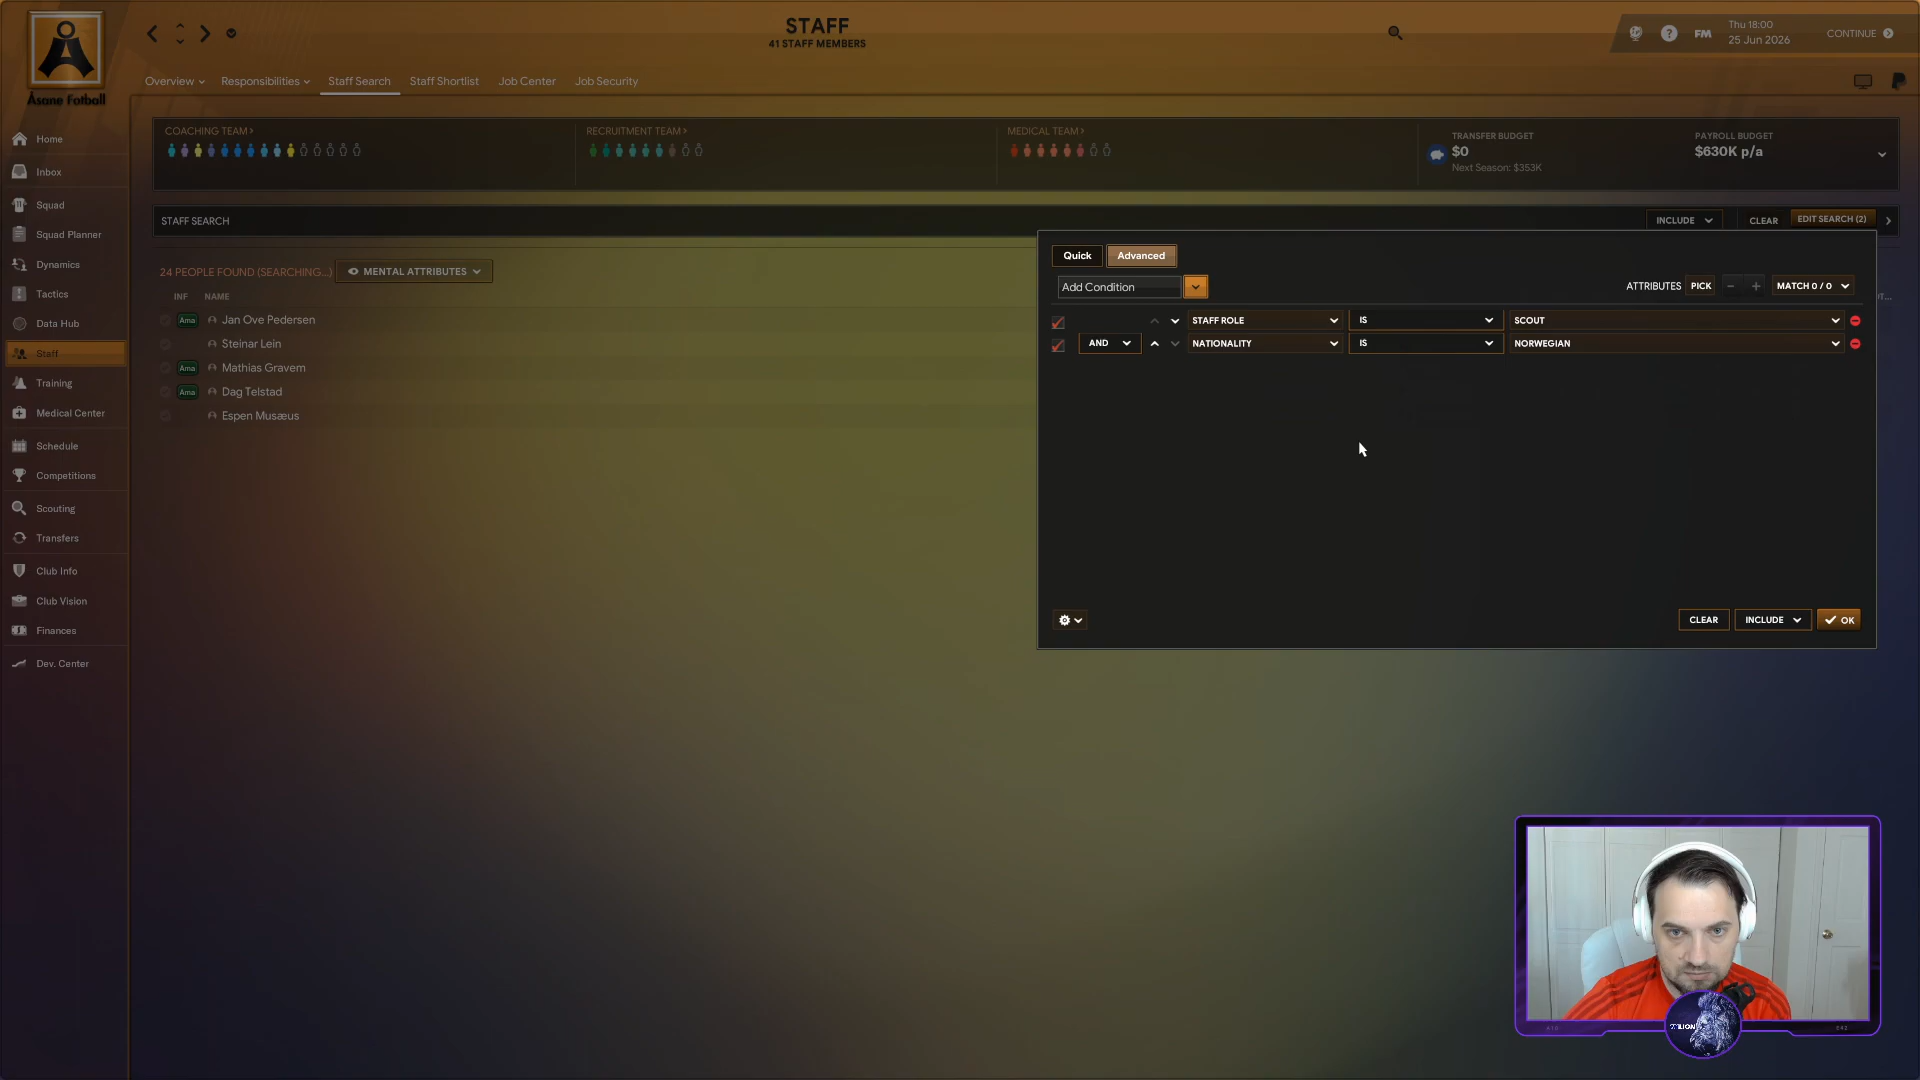 STAFF
41 STAFF MEMBERS
FM
Thu 18:00
25 Jun 2026
CONTINUE
Åsane Fotball
Overview
Responsibilities
Staff Search
Staff Shortlist
Job Center
Job Security
Home
Inbox
Squad
Squad Planner
Dynamics
Tactics
Data Hub
Staff
Training
Medical Center
Schedule
Competitions
Scouting
Transfers
Club Info
Club Vision
Finances
Dev. Center
COACHING TEAM >
RECRUITMENT TEAM >
MEDICAL TEAM >
TRANSFER BUDGET
$0
Next Season: $353K
PAYROLL BUDGET
$630K p/a
STAFF SEARCH
INCLUDE
CLEAR
EDIT SEARCH (2)
24 PEOPLE FOUND (SEARCHING...)
MENTAL ATTRIBUTES
INF NAME
Ama Jan Ove Pedersen
Steinar Lein
Ama Mathias Gravem
Ama Dag Telstad
Espen Musæus
Quick Advanced
Add Condition
ATTRIBUTES PICK - + MATCH 0 / 0
STAFF ROLE IS SCOUT
AND NATIONALITY IS NORWEGIAN
CLEAR INCLUDE OK